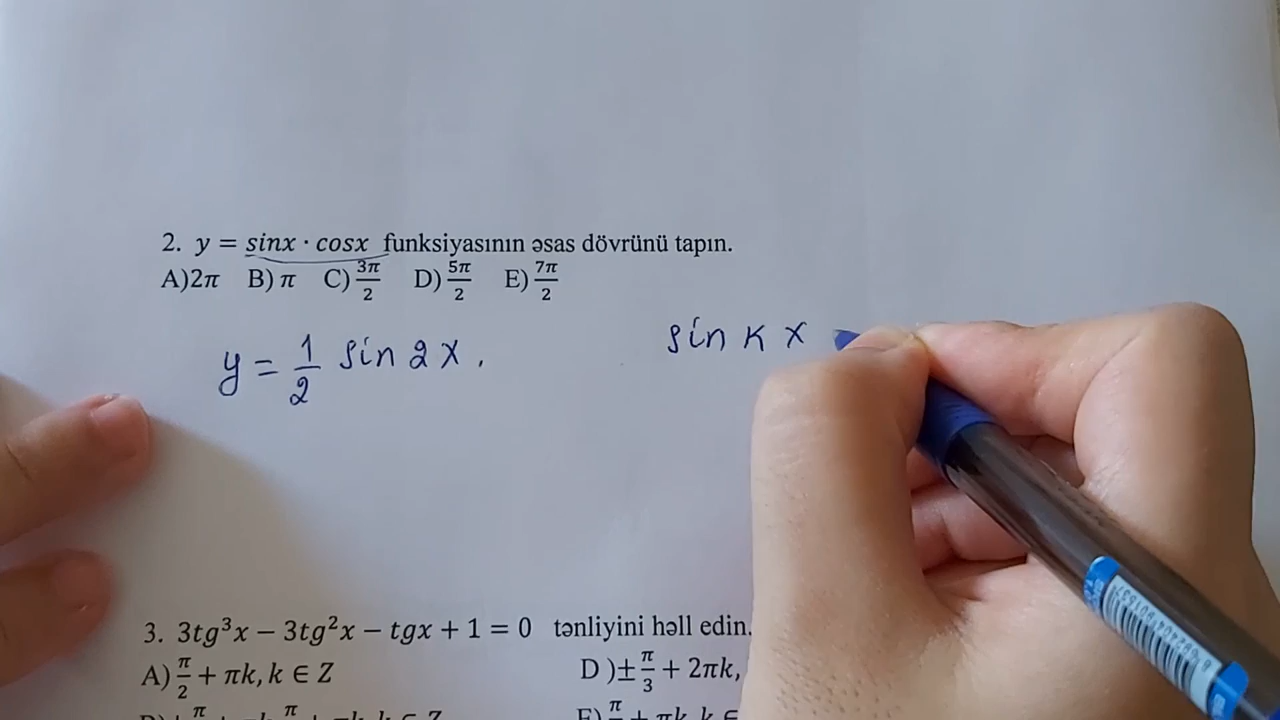 2. y = sinx · cosx funksiyasının əsas dövrünü tapın.
A)2π B) π C) 3π/2 D) 5π/2 E) 7π/2
y = 1/2 sin 2x.
sin k x
3. 3tg³x − 3tg²x − tgx + 1 = 0 tənliyini həll edin.
A) π/2 + πk, k ∈ Z D )± π/3 + 2πk,